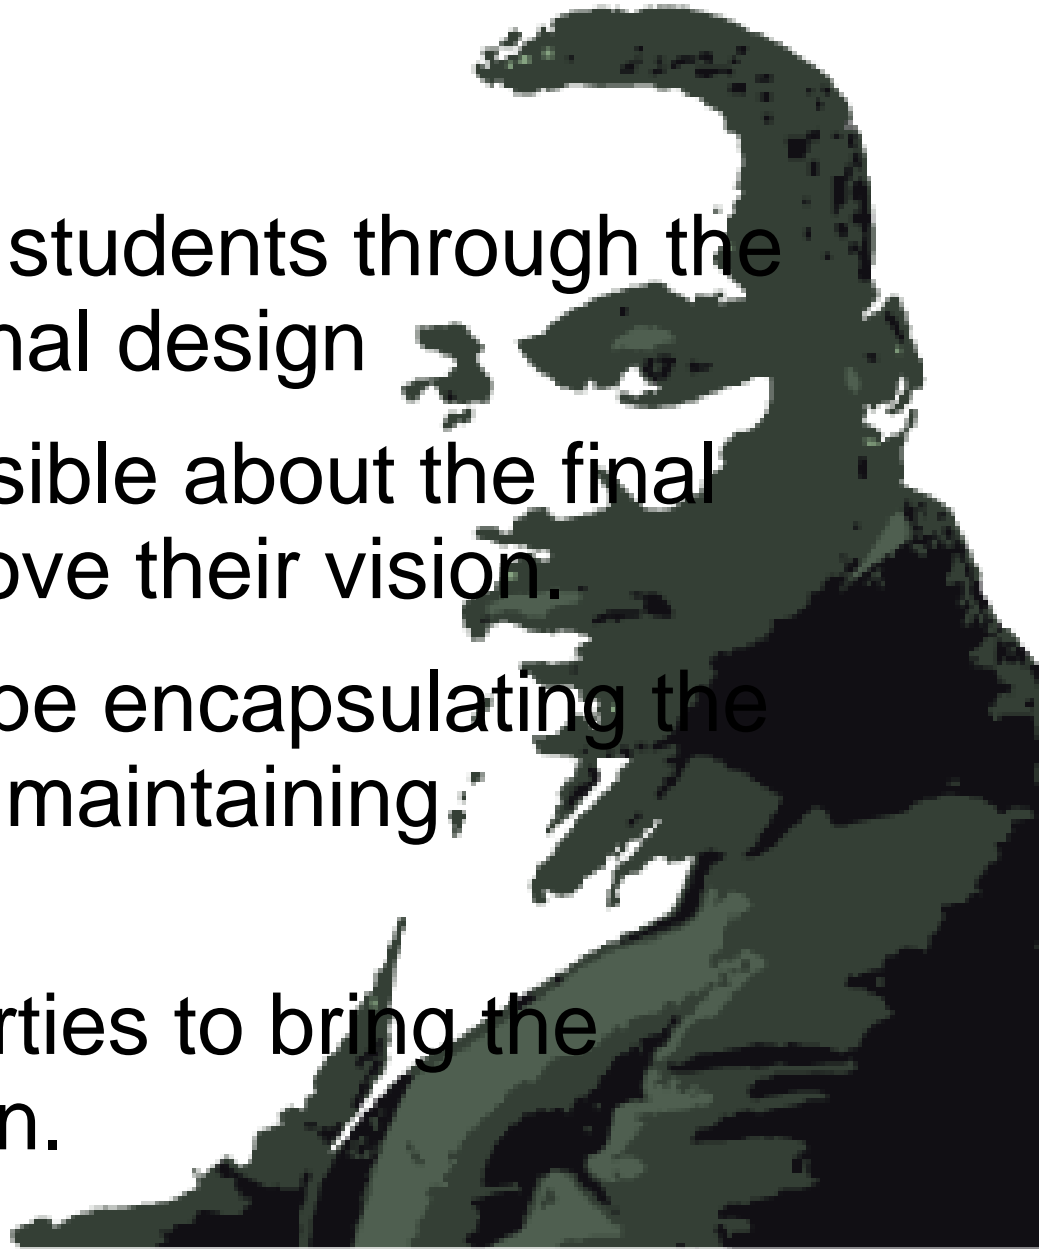 students through the
nal design
sible about the final
ove their vision.
be encapsulating the
maintaining
rties to bring the
n.